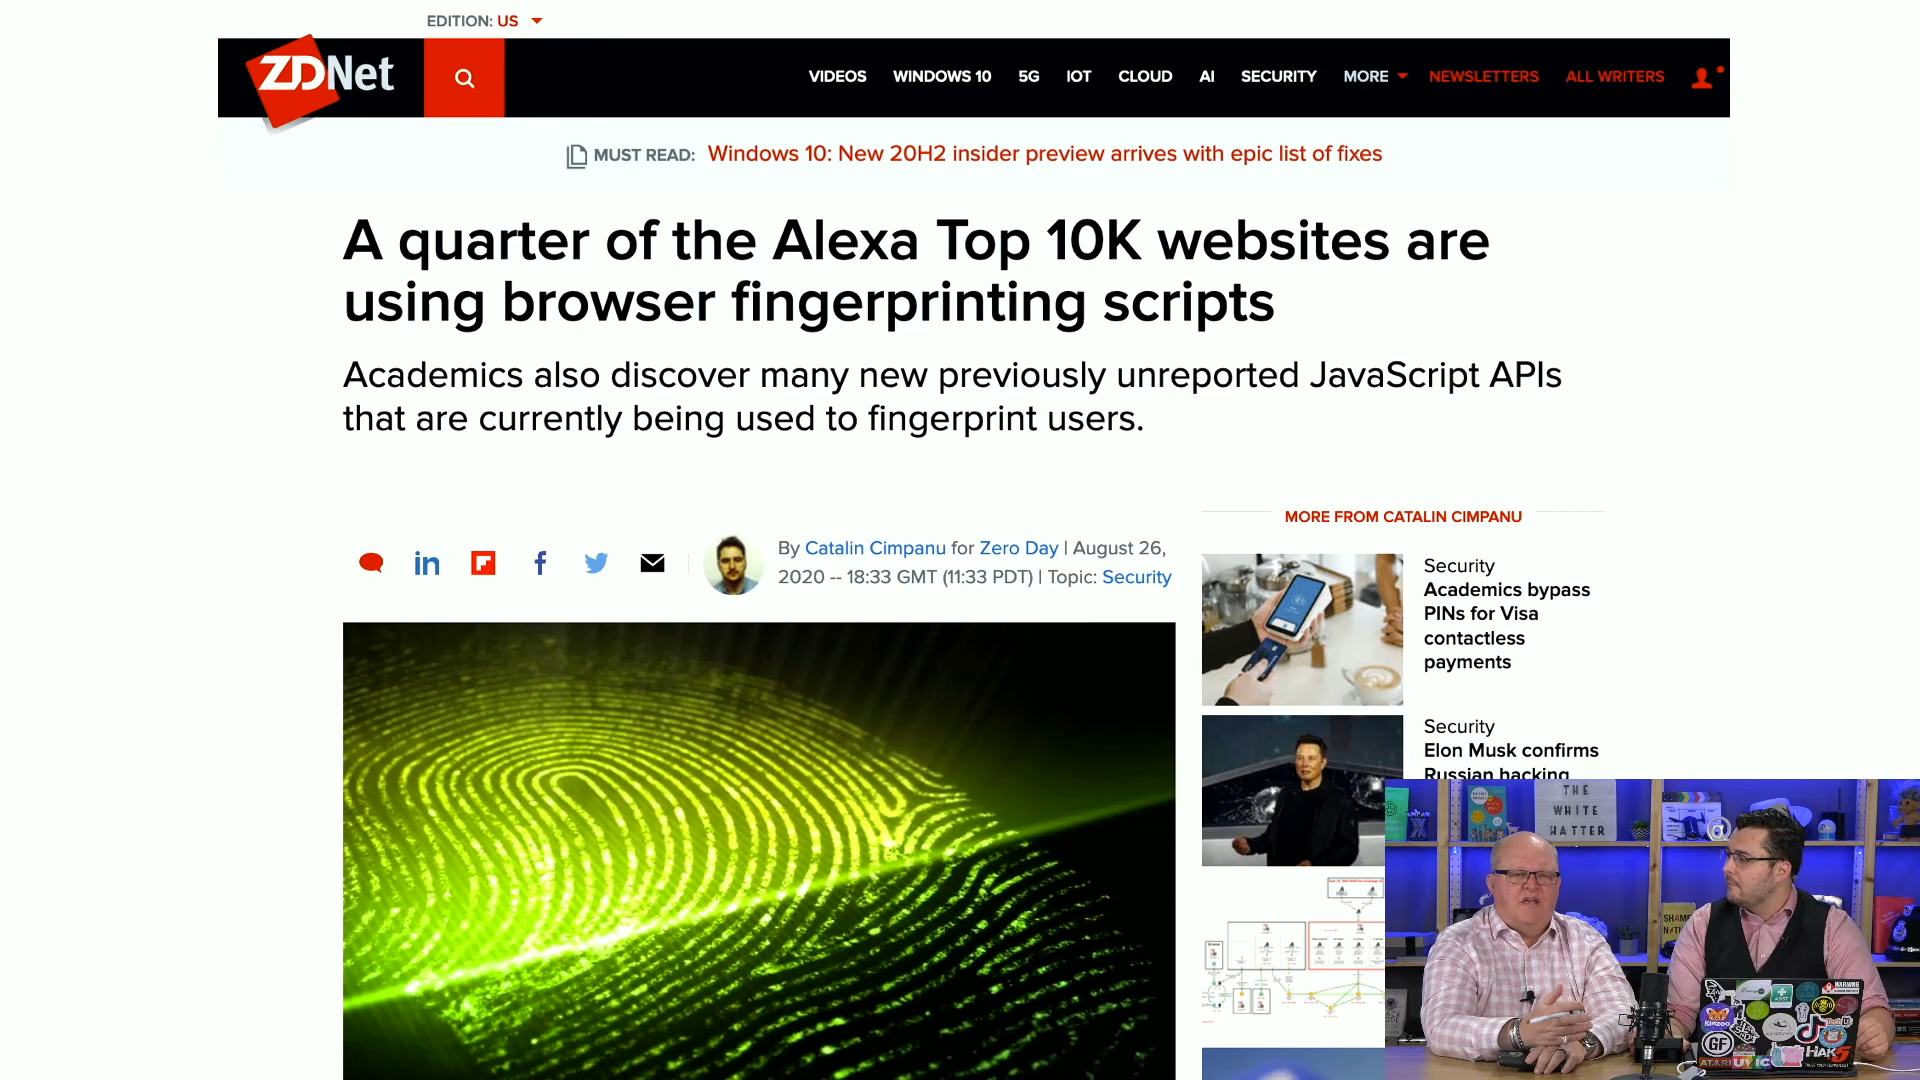 EDITION: US
ZDNet
VIDEOS WINDOWS 10 5G IOT CLOUD AI SECURITY MORE NEWSLETTERS ALL WRITERS
MUST READ: Windows 10: New 20H2 insider preview arrives with epic list of fixes
A quarter of the Alexa Top 10K websites are
using browser fingerprinting scripts
Academics also discover many new previously unreported JavaScript APIs
that are currently being used to fingerprint users.
By Catalin Cimpanu for Zero Day | August 26,
2020 -- 18:33 GMT (11:33 PDT) | Topic: Security
MORE FROM CATALIN CIMPANU
Security
Academics bypass
PINs for Visa
contactless
payments
Security
Elon Musk confirms
Russian hacking
THE
WHITE
HATTER
@
GF
HAK5
ATARI UVIC